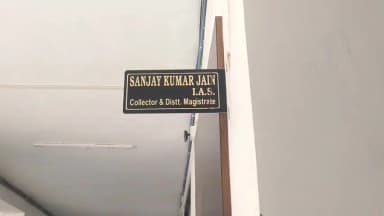 SANJAY KUMAR JAIN
I.A.S.
Collector & Distt. Magistrate